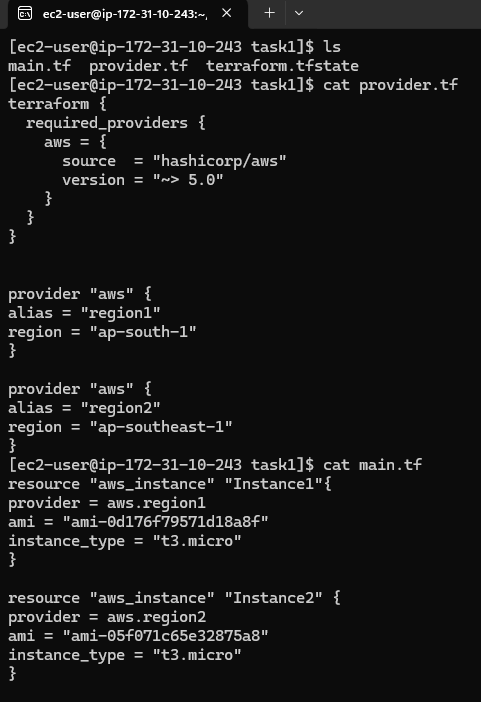 ec2-user@ip-172-31-10-243:~,
[ec2-user@ip-172-31-10-243 task1]$ ls
main.tf  provider.tf  terraform.tfstate
[ec2-user@ip-172-31-10-243 task1]$ cat provider.tf
terraform {
  required_providers {
    aws = {
      source  = "hashicorp/aws"
      version = "~> 5.0"
    }
  }
}
provider "aws" {
alias = "region1"
region = "ap-south-1"
}
provider "aws" {
alias = "region2"
region = "ap-southeast-1"
}
[ec2-user@ip-172-31-10-243 task1]$ cat main.tf
resource "aws_instance" "Instance1"{
provider = aws.region1
ami = "ami-0d176f79571d18a8f"
instance_type = "t3.micro"
}
resource "aws_instance" "Instance2" {
provider = aws.region2
ami = "ami-05f071c65e32875a8"
instance_type = "t3.micro"
}